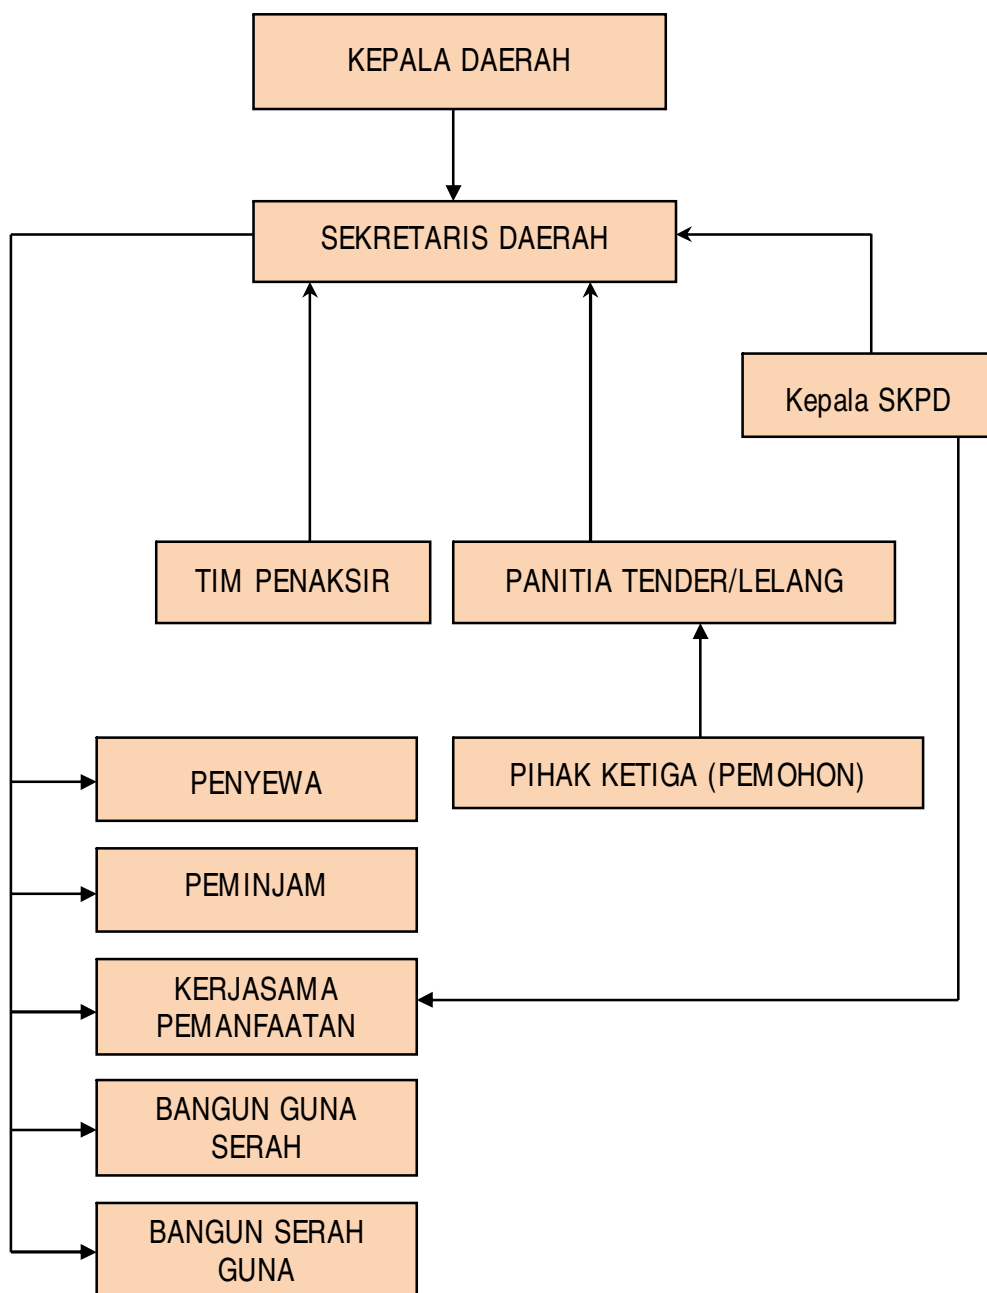 KEPALA DAERAH
SEKRETARIS DAERAH
Kepala SKPD
TIM PENAKSIR
PANITIA TENDER/LELANG
PENYEWA
PIHAK KETIGA (PEMOHON)
PEMINJAM
KERJASAMA
PEMANFAATAN
BANGUN GUNA
SERAH
BANGUN SERAH
GUNA